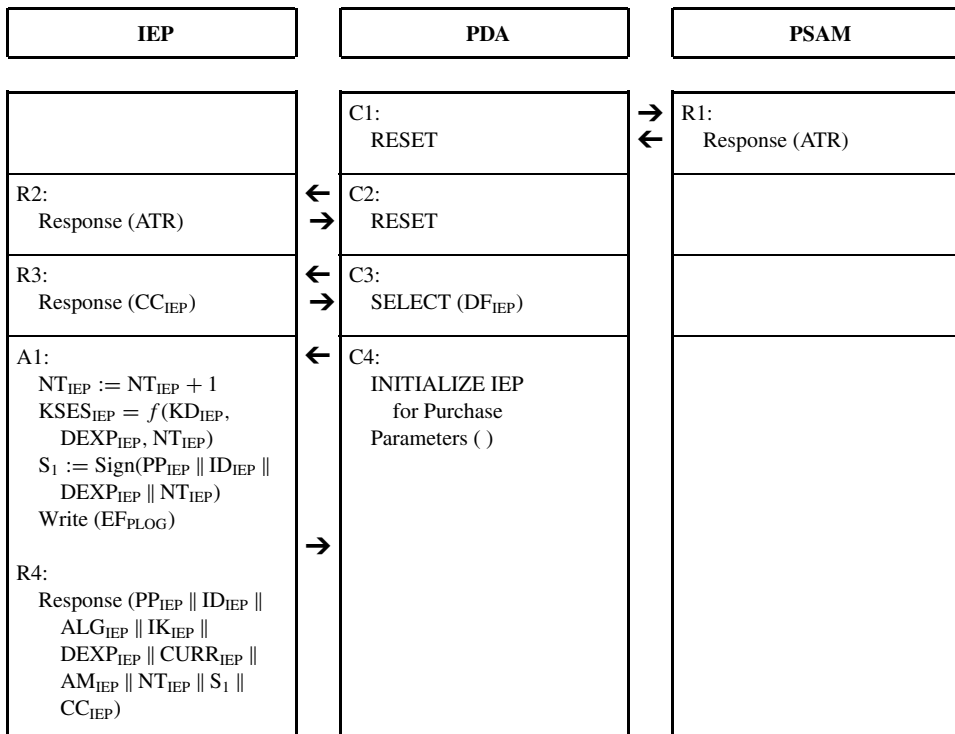 IEP
PDA
PSAM
C1:
RESET
R1:
Response (ATR)
R2:
Response (ATR)
C2:
RESET
R3:
Response (CC_IEP)
C3:
SELECT (DF_IEP)
A1:
NT_IEP := NT_IEP + 1
KSES_IEP = f(KD_IEP,
DEXP_IEP, NT_IEP)
S_1 := Sign(PP_IEP || ID_IEP ||
DEXP_IEP || NT_IEP)
Write (EF_PLOG)
R4:
Response (PP_IEP || ID_IEP ||
ALG_IEP || IK_IEP ||
DEXP_IEP || CURR_IEP ||
AM_IEP || NT_IEP || S_1 ||
CC_IEP)
C4:
INITIALIZE IEP
for Purchase
Parameters ( )